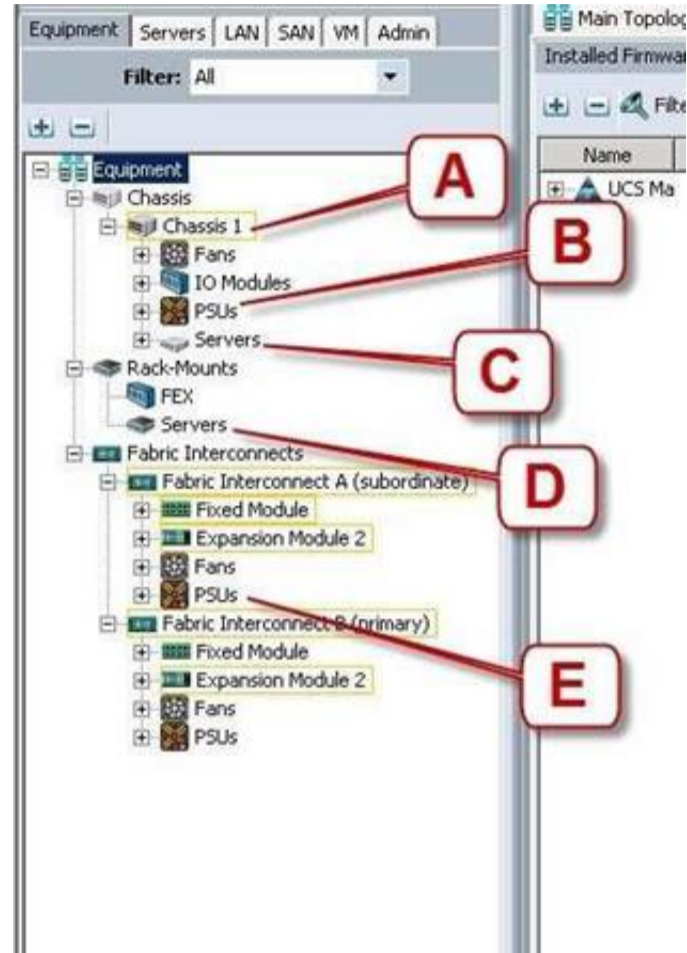 Equipment Servers LAN SAN VM Admin
Filter: All
Equipment
Chassis
Chassis 1
Fans
IO Modules
PSUs
Servers
Rack-Mounts
FEX
Servers
Fabric Interconnects
Fabric Interconnect A (subordinate)
Fixed Module
Expansion Module 2
Fans
PSUs
Fabric Interconnect B (primary)
Fixed Module
Expansion Module 2
Fans
PSUs
A
B
C
D
E
Main Topolog
Installed Firmwar
Filte
Name
UCS Ma